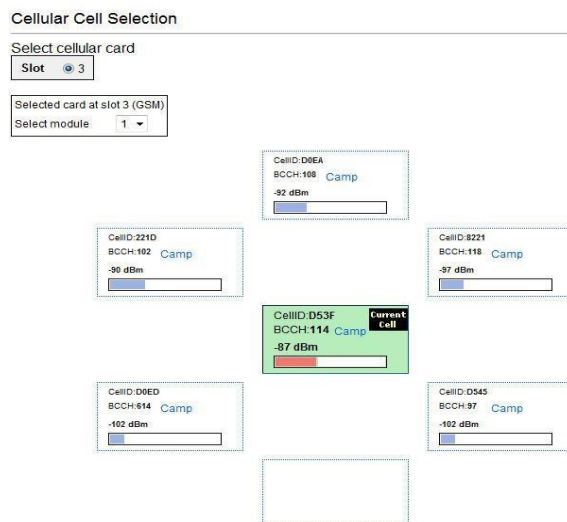 Cellular Cell Selection
Select cellular card
Slot 3
Selected card at slot 3 (GSM)
Select module 1
CellID:D0EA
BCCH:108 Camp
-92 dBm
CellID:221D
BCCH:102 Camp
-90 dBm
CellID:8221
BCCH:118 Camp
-97 dBm
CellID:D53F
Current Cell
BCCH:114 Camp
-87 dBm
CellID:D0ED
BCCH:614 Camp
-102 dBm
CellID:D545
BCCH:97 Camp
-102 dBm